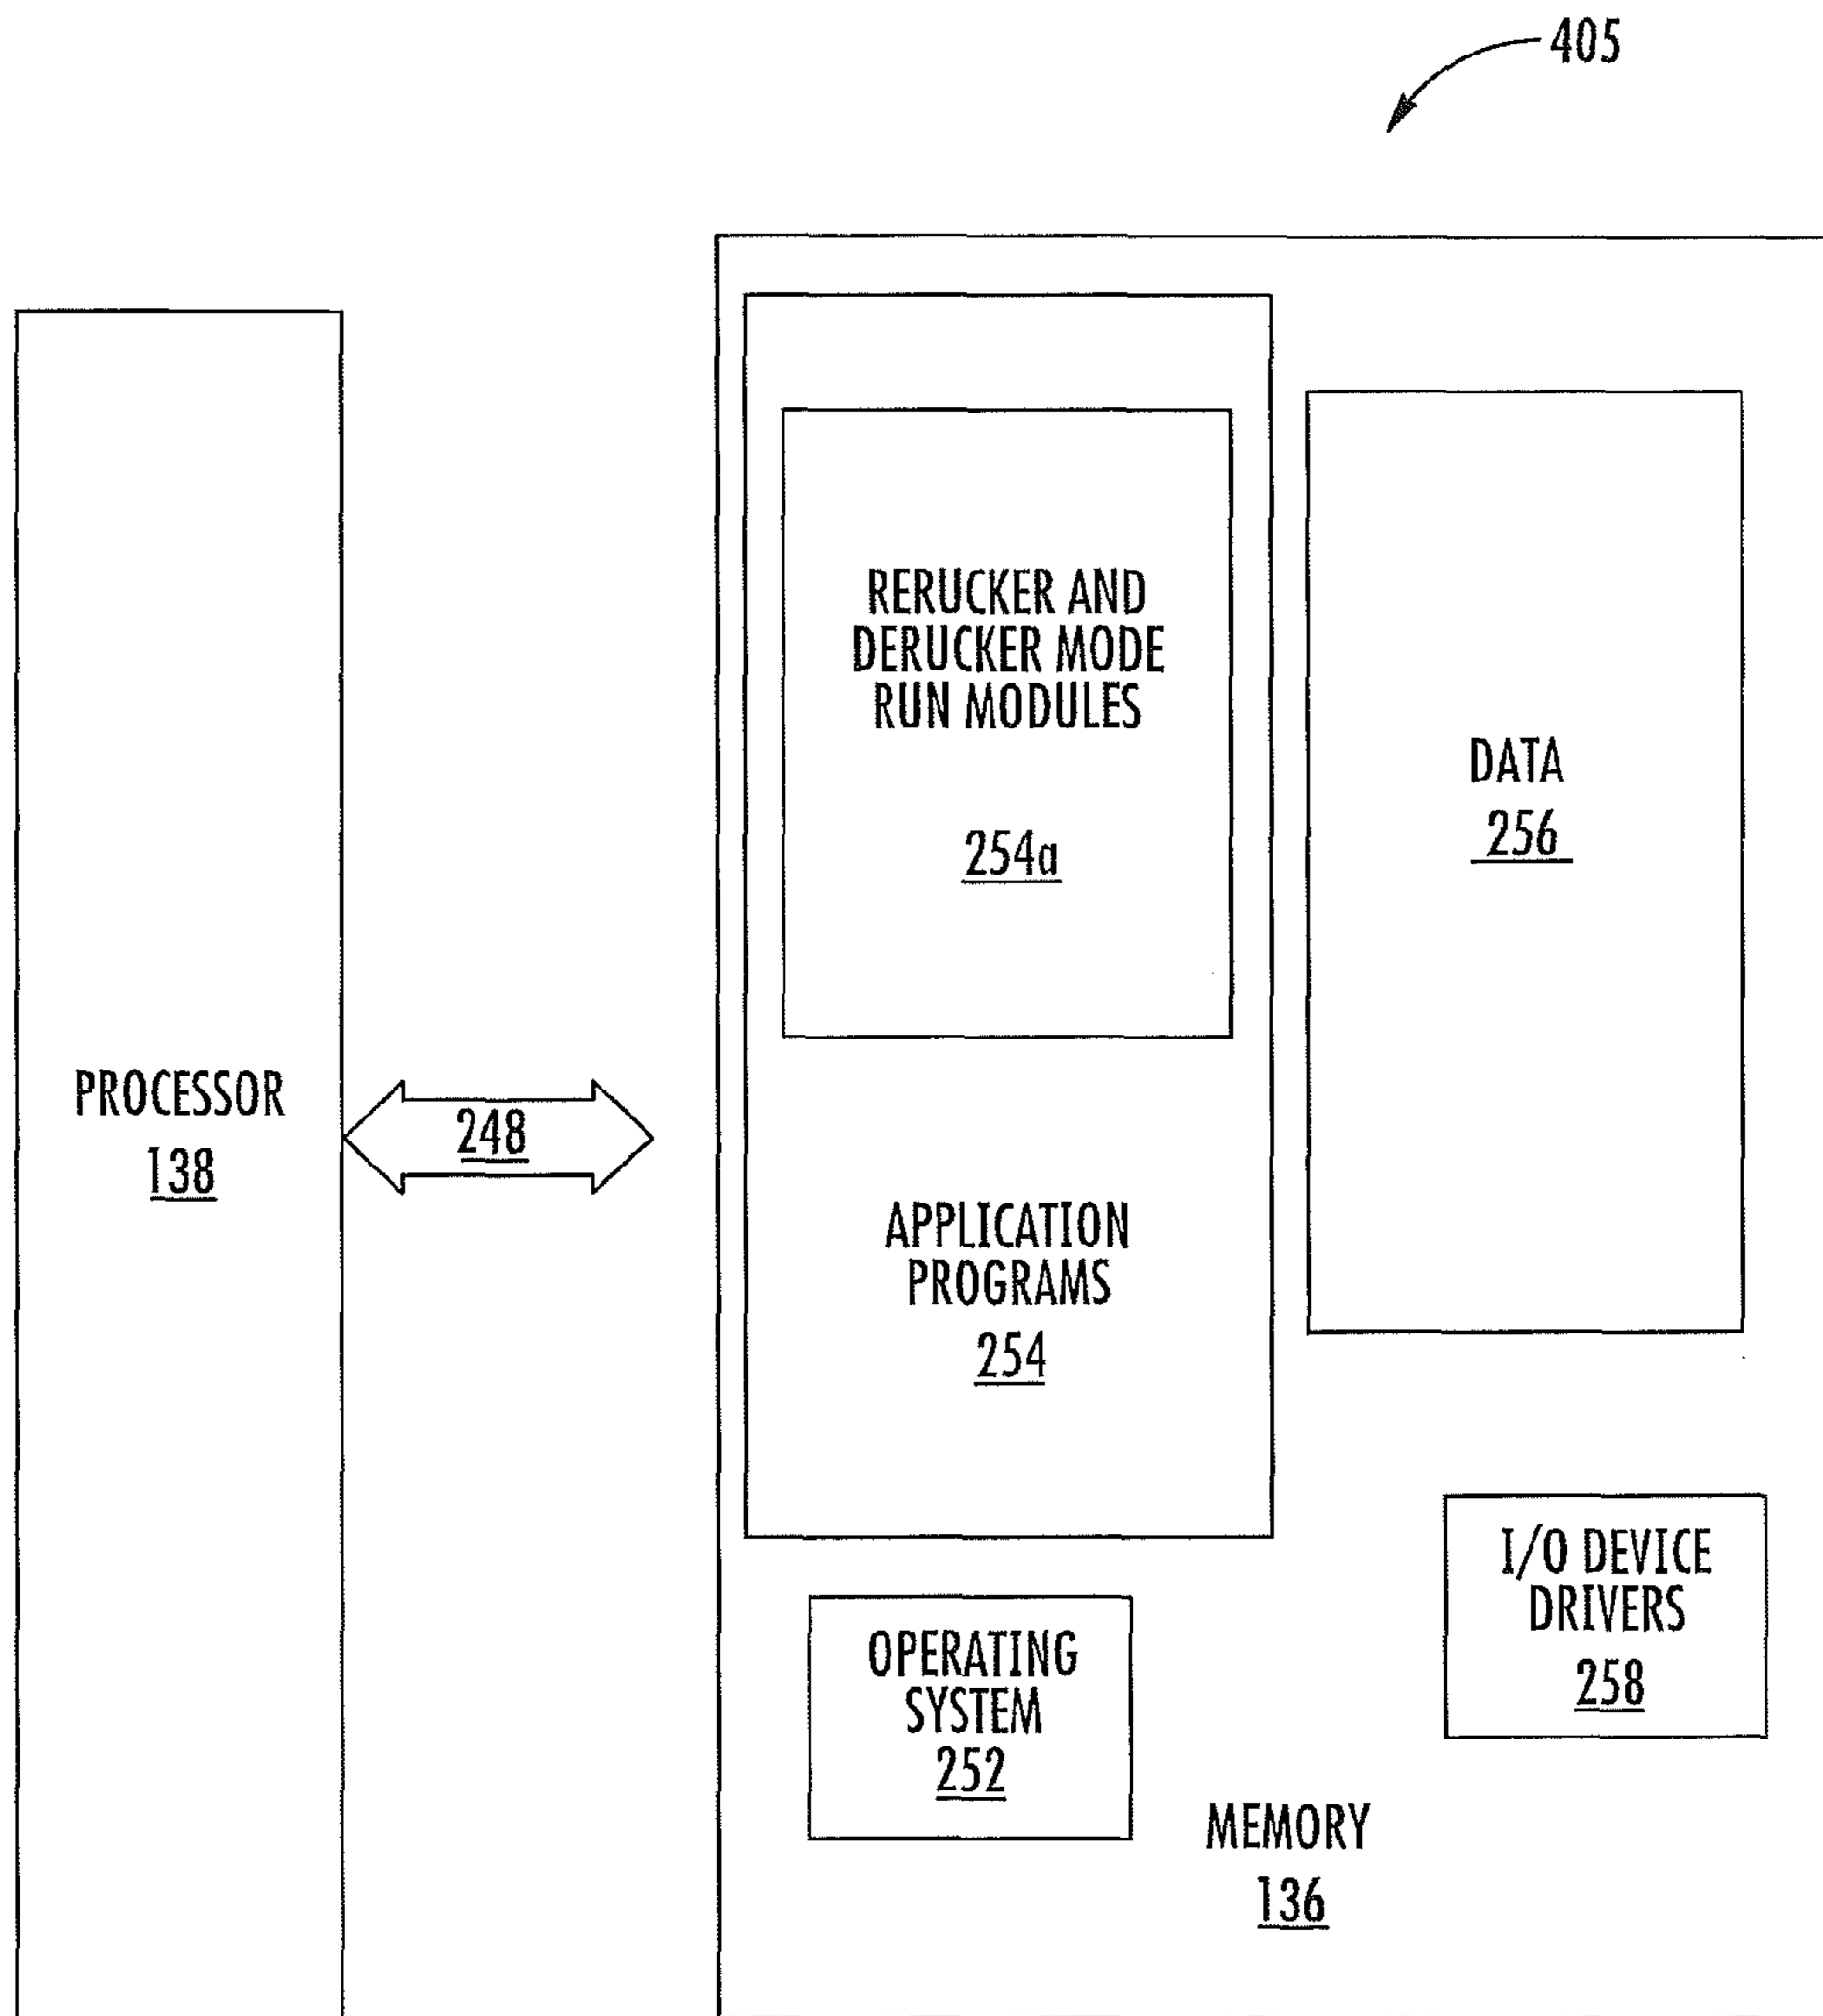 405
RERUCKER AND
DERUCKER MODE
RUN MODULES
254a
DATA
256
PROCESSOR
138
248
APPLICATION
PROGRAMS
254
I/O DEVICE
DRIVERS
258
OPERATING
SYSTEM
252
MEMORY
136